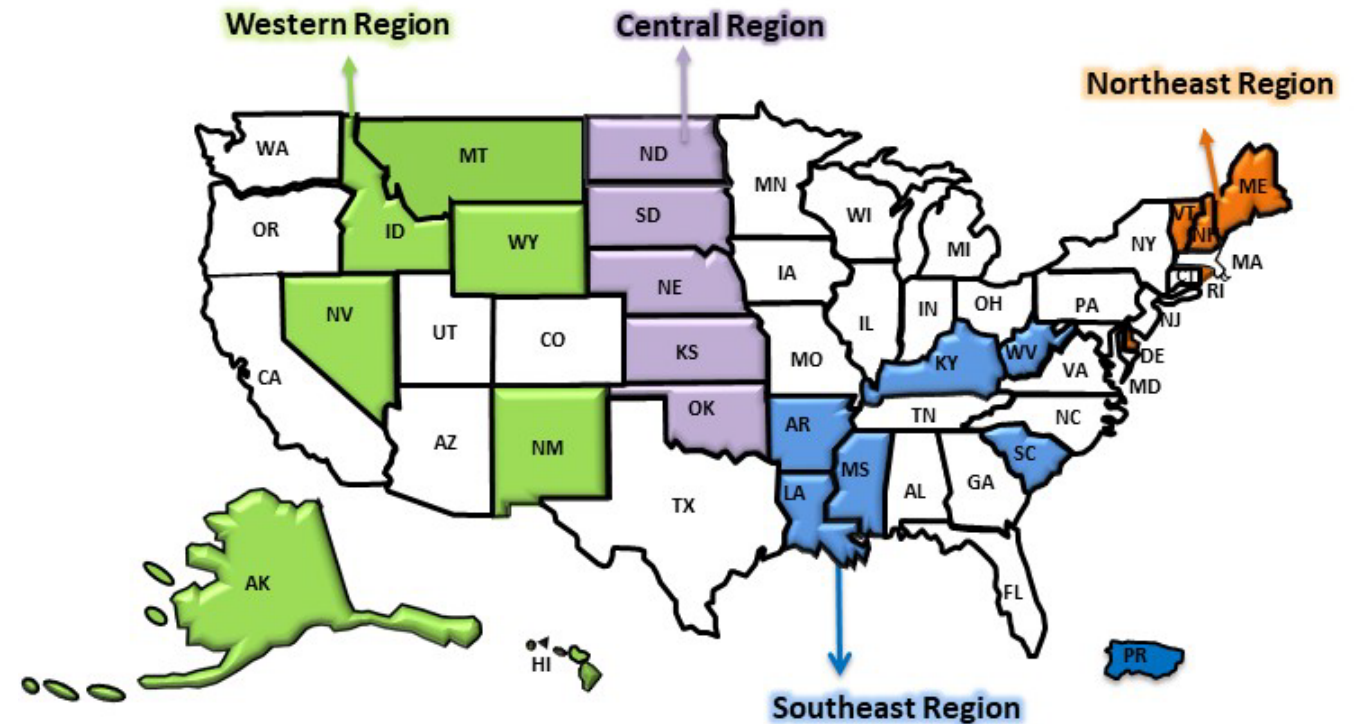 Western Region
Central Region
Northeast Region
WA
MT
ND
MN
ME
OR
ID
WY
SD
WI
MI
VT
NH
NY
MA
NV
UT
CO
NE
IA
IL
IN
OH
PA
CT
RI
NJ
CA
KS
MO
KY
WV
VA
DE
MD
AZ
NM
OK
AR
TN
NC
TX
LA
MS
AL
GA
SC
AK
HI
FL
PR
Southeast Region